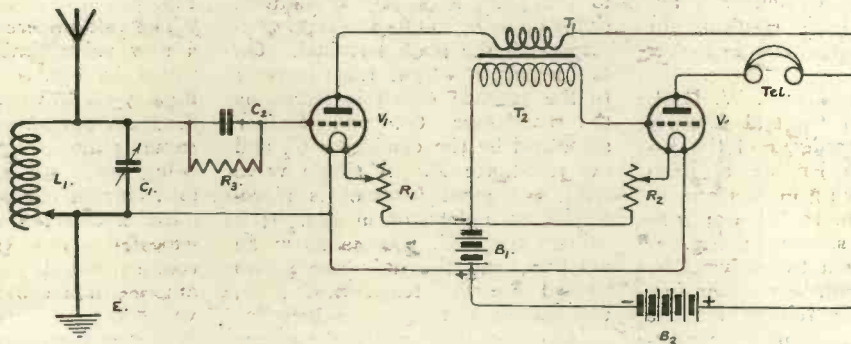 T1
C2.
V1
T2
V.
Tel.
L1.
C1.
R3
R1
R2
-
B1.
+
E.
- +
B2